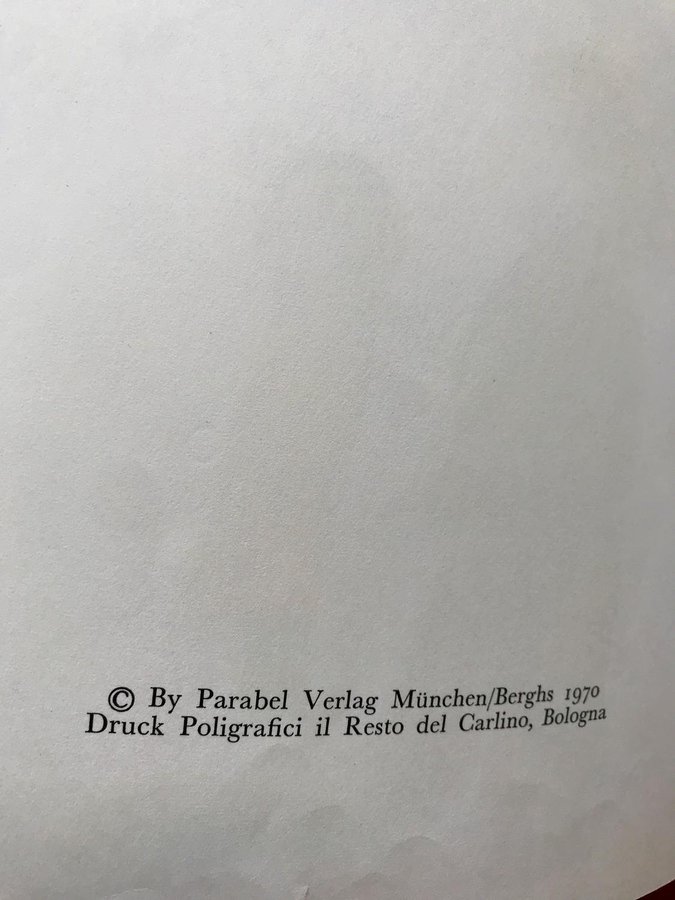 © By Parabel Verlag München/Berghs 1970
Druck Poligrafici il Resto del Carlino, Bologna